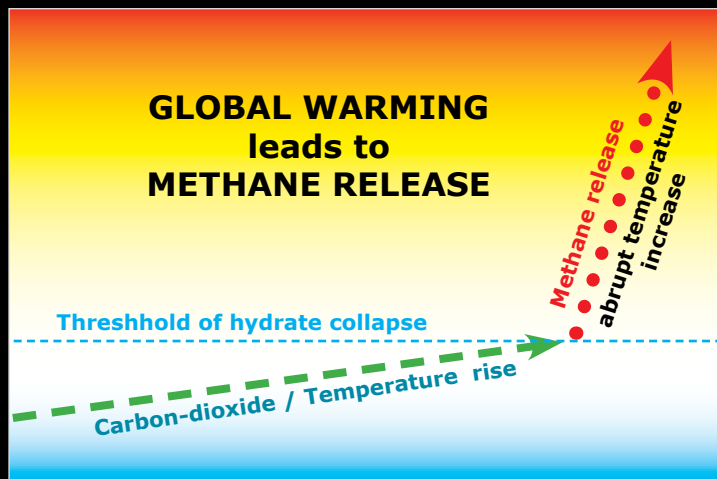 GLOBAL WARMING
leads to
METHANE RELEASE
Methane release
abrupt temperature
increase
Threshhold of hydrate collapse
Carbon-dioxide / Temperature rise